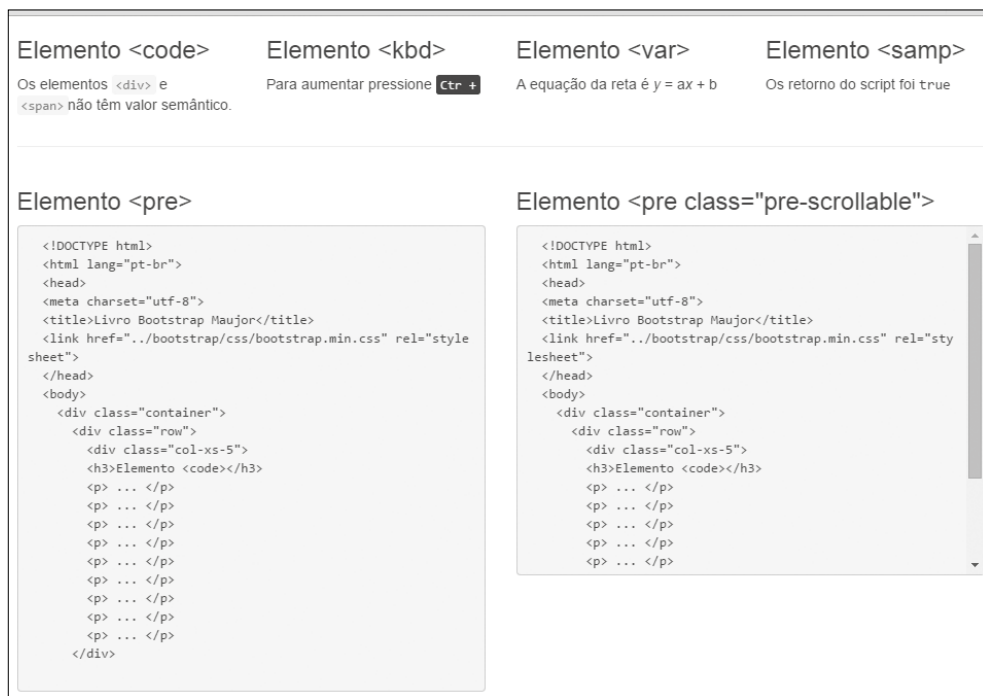 Elemento <code>
Os elementos <div> e
<span> não têm valor semântico.
Elemento <kbd>
Para aumentar pressione Ctr +
Elemento <var>
A equação da reta é y = ax + b
Elemento <samp>
Os retorno do script foi true
Elemento <pre>
<!DOCTYPE html>
<html lang="pt-br">
<head>
<meta charset="utf-8">
<title>Livro Bootstrap Maujor</title>
<link href="../bootstrap/css/bootstrap.min.css" rel="style
sheet">
</head>
<body>
<div class="container">
<div class="row">
<div class="col-xs-5">
<h3>Elemento <code></h3>
<p> ... </p>
<p> ... </p>
<p> ... </p>
<p> ... </p>
<p> ... </p>
<p> ... </p>
<p> ... </p>
<p> ... </p>
<p> ... </p>
</div>
Elemento <pre class="pre-scrollable">
<!DOCTYPE html>
<html lang="pt-br">
<head>
<meta charset="utf-8">
<title>Livro Bootstrap Maujor</title>
<link href="../bootstrap/css/bootstrap.min.css" rel="sty
lesheet">
</head>
<body>
<div class="container">
<div class="row">
<div class="col-xs-5">
<h3>Elemento <code></h3>
<p> ... </p>
<p> ... </p>
<p> ... </p>
<p> ... </p>
<p> ... </p>